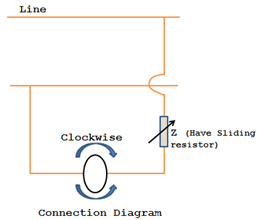 Line
Clockwise
Z (Have Sliding
resistor)
Connection Diagram